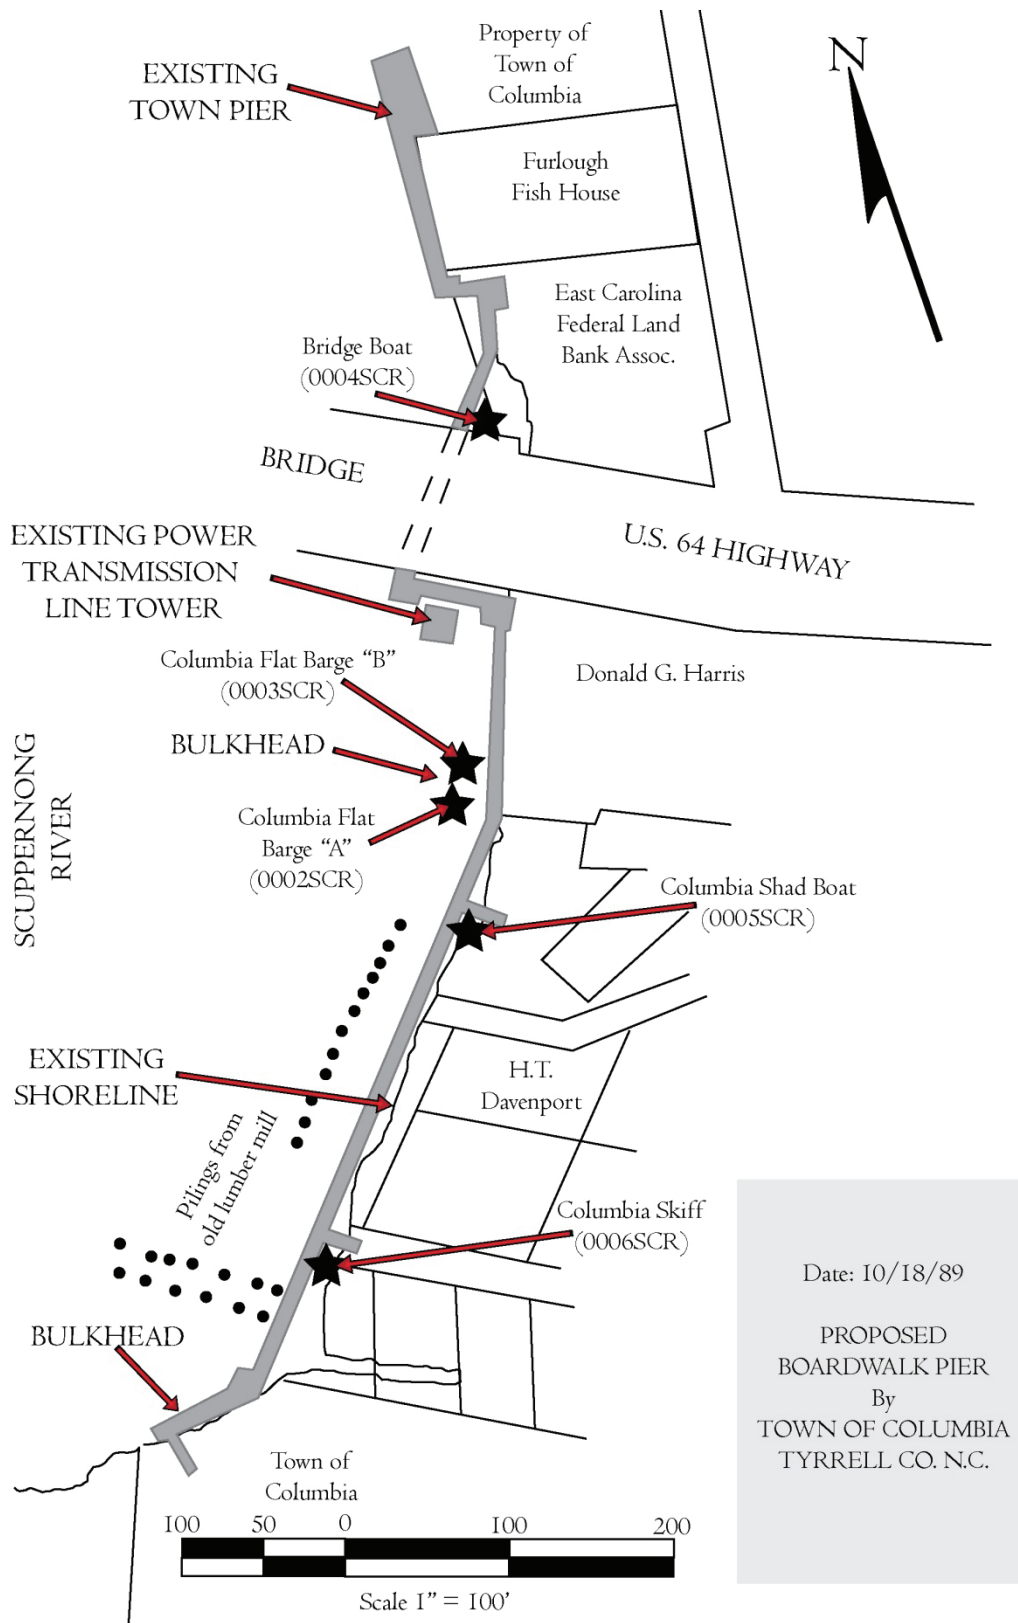 Property of
Town of
Columbia
N
EXISTING
TOWN PIER
Furlough
Fish House
East Carolina
Federal Land
Bank Assoc.
Bridge Boat
(0004SCR)
BRIDGE
U.S. 64 HIGHWAY
EXISTING POWER
TRANSMISSION
LINE TOWER
Columbia Flat Barge “B”
(0003SCR)
Donald G. Harris
BULKHEAD
SCUPPERNONG
RIVER
Columbia Flat
Barge “A”
(0002SCR)
Columbia Shad Boat
(0005SCR)
EXISTING
SHORELINE
H.T.
Davenport
Pilings from
old lumber mill
Columbia Skiff
(0006SCR)
BULKHEAD
Date: 10/18/89
PROPOSED
BOARDWALK PIER
By
TOWN OF COLUMBIA
TYRRELL CO. N.C.
Town of
Columbia
100 50 0 100 200
Scale 1” = 100’